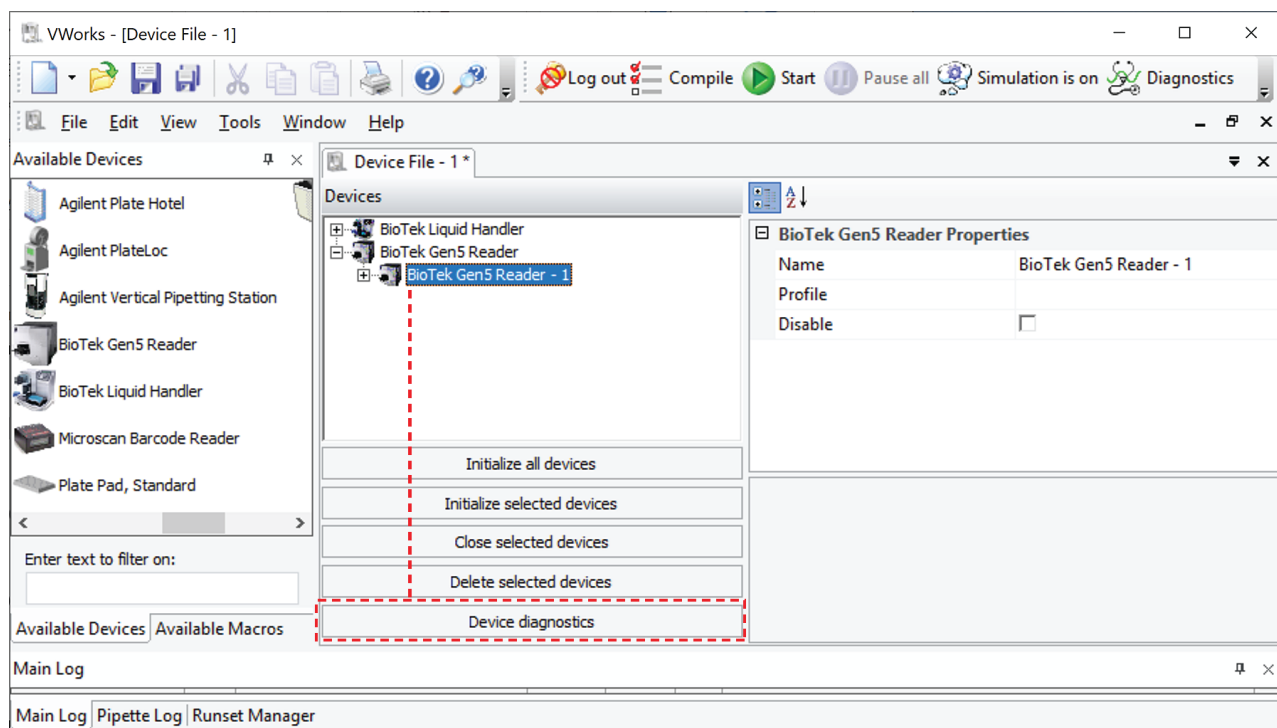 VWorks - [Device File - 1]
Log out Compile Start Pause all Simulation is on Diagnostics
File Edit View Tools Window Help
Available Devices
Agilent Plate Hotel
Agilent PlateLoc
Agilent Vertical Pipetting Station
BioTek Gen5 Reader
BioTek Liquid Handler
Microscan Barcode Reader
Plate Pad, Standard
Enter text to filter on:
Available Devices Available Macros
Device File - 1 *
Devices
BioTek Liquid Handler
BioTek Gen5 Reader
BioTek Gen5 Reader - 1
Initialize all devices
Initialize selected devices
Close selected devices
Delete selected devices
Device diagnostics
A
Z
BioTek Gen5 Reader Properties
Name BioTek Gen5 Reader - 1
Profile
Disable
Main Log
Main Log Pipette Log Runset Manager